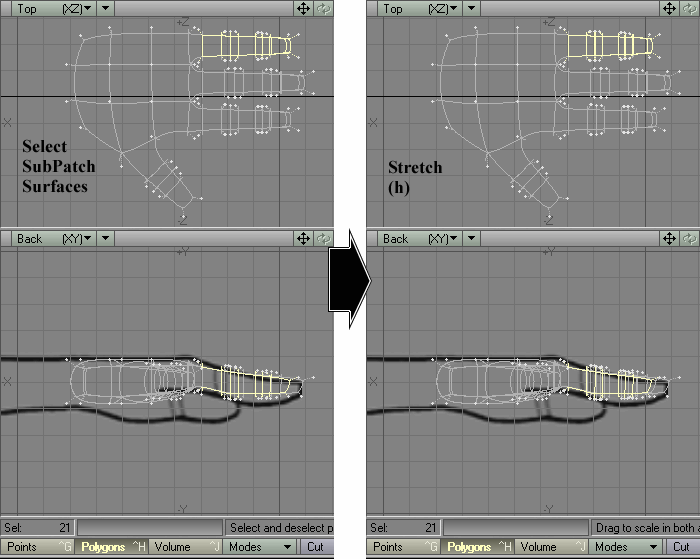 Top (XZ)
+Z
X
Select
SubPatch
Surfaces
-Z
Back (XY)
+Y
X
-Y
Sel: 21 Select and deselect p
Points ^G Polygons ^H Volume ^J Modes Cut
Top (XZ)
+Z
X
Stretch
(h)
-Z
Back (XY)
+Y
X
-Y
Sel: 21 Drag to scale in both a
Points ^G Polygons ^H Volume ^J Modes Cut